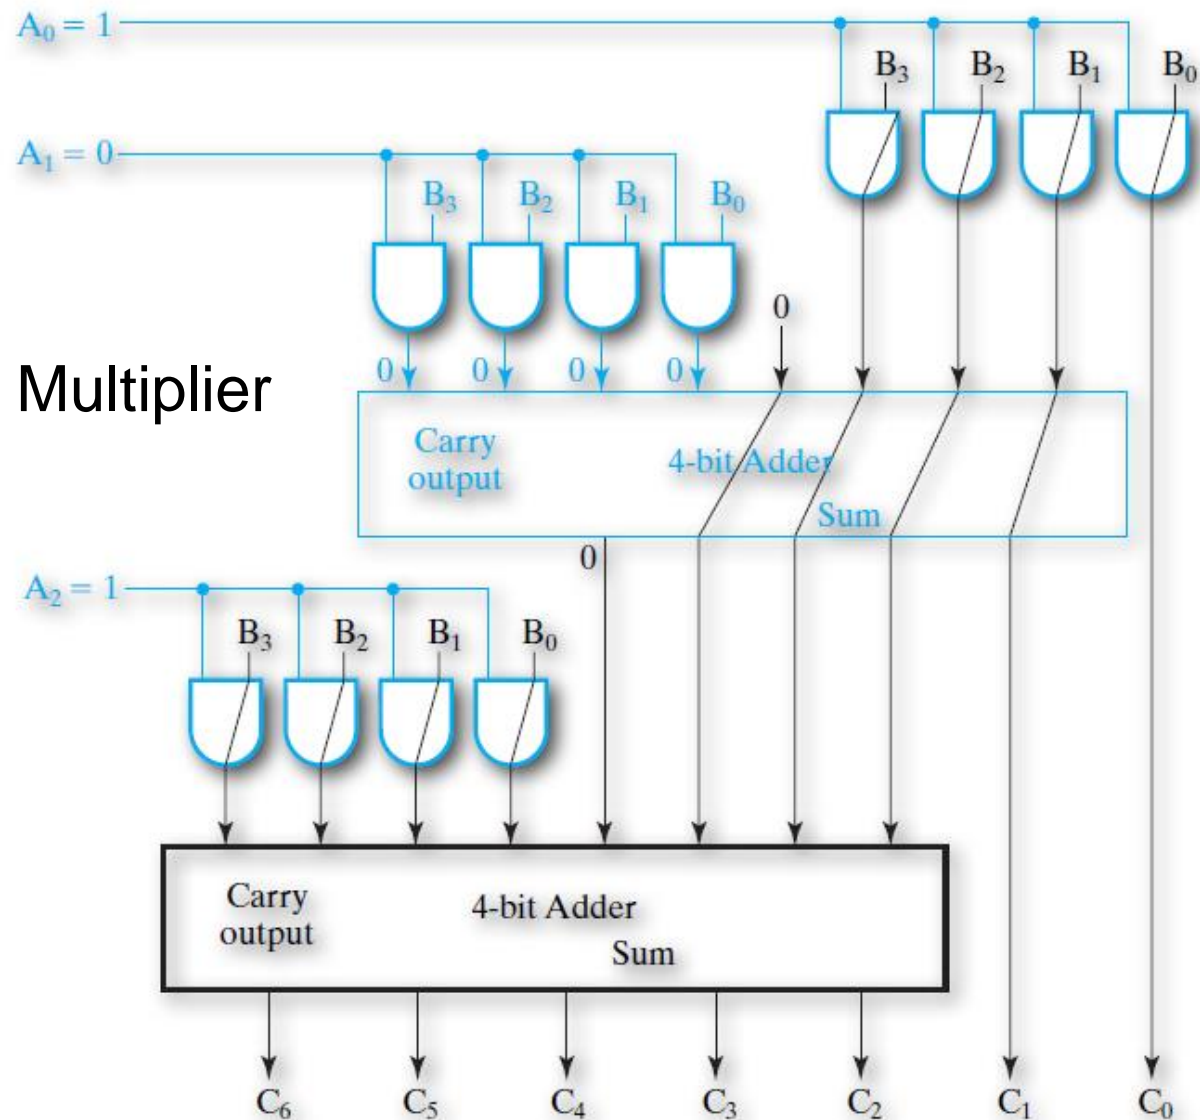 A₀ = 1
B₃ B₂ B₁ B₀
A₁ = 0
B₃ B₂ B₁ B₀
0
Multiplier
0 0 0 0
Carry
output
4-bit Adder
Sum
0
A₂ = 1
B₃ B₂ B₁ B₀
Carry
output
4-bit Adder
Sum
C₆ C₅ C₄ C₃ C₂ C₁ C₀